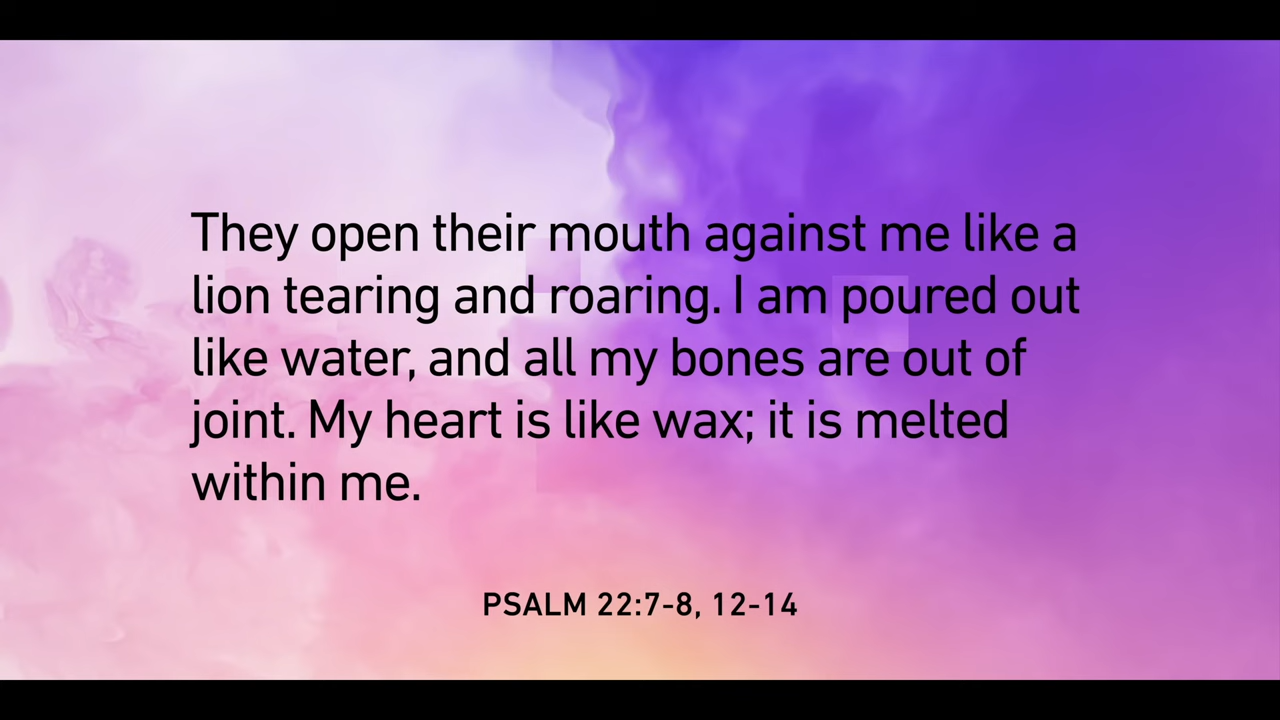 They open their mouth against me like a
lion tearing and roaring. I am poured out
like water, and all my bones are out of
joint. My heart is like wax; it is melted
within me.
PSALM 22:7-8, 12-14